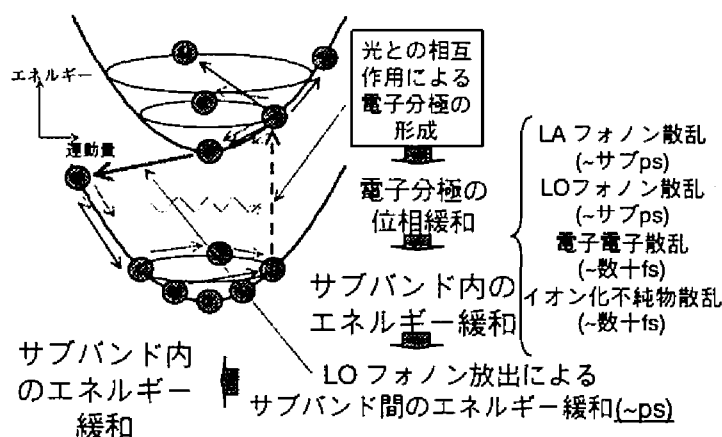 エネルギー
運動量
光との相互
作用による
電子分極の
形成
電子分極の
位相緩和
サブバンド内の
エネルギー緩和
LA フォノン散乱
(~サブps)
LOフォノン散乱
(~サブps)
電子電子散乱
(~数十fs)
イオン化不純物散乱
(~数十fs)
LO フォノン放出による
サブバンド間のエネルギー緩和(~ps)
サブバンド内
のエネルギー
緩和